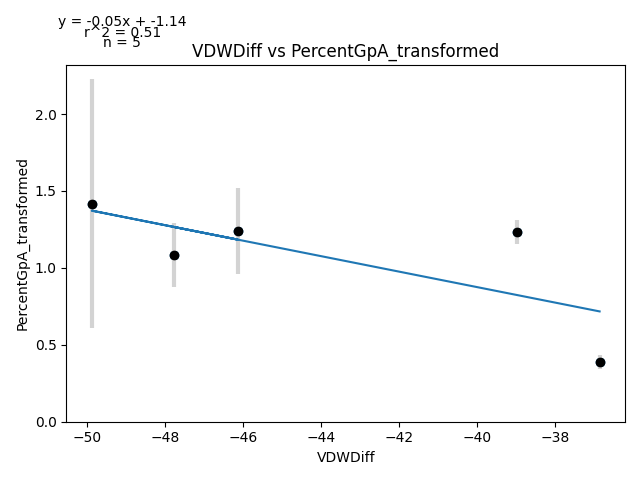 y = -0.05x + -1.14
r^2 = 0.51
n = 5
VDWDiff vs PercentGpA_transformed
PercentGpA_transformed
2.0
1.5
1.0
0.5
0.0
−50 −48 −46 −44 −42 −40 −38
VDWDiff